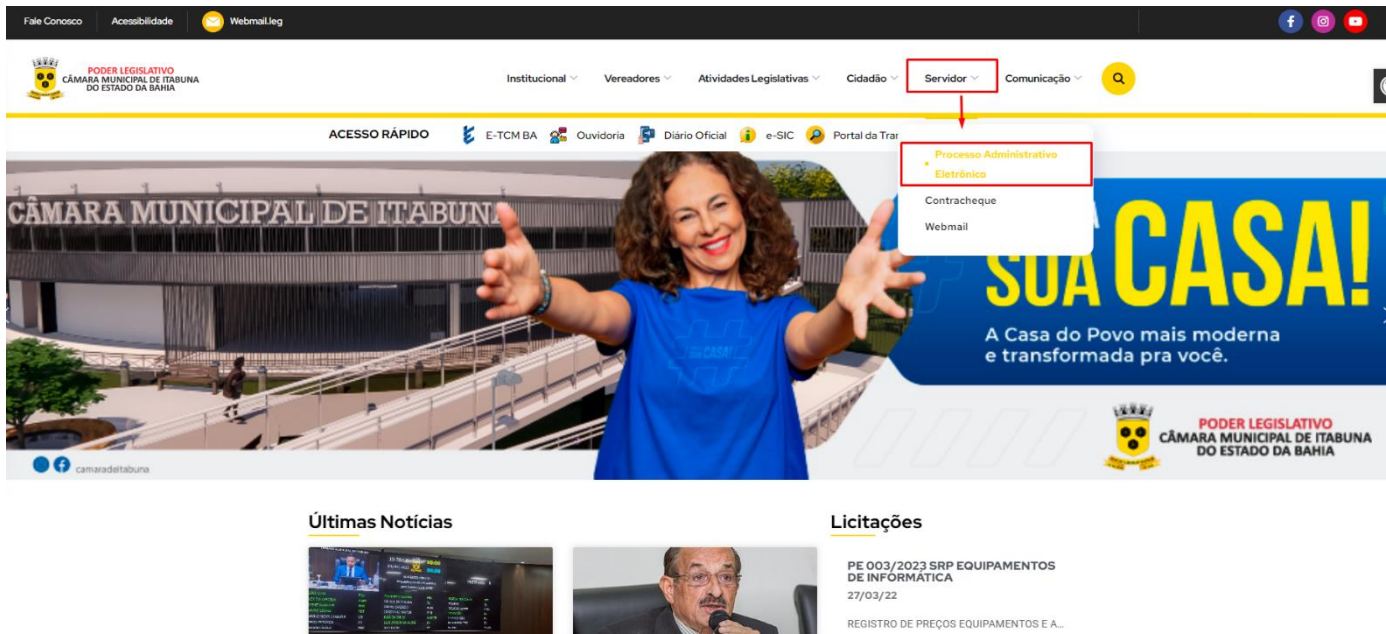 Fale Conosco
Acessibilidade
Webmail.leg
PODER LEGISLATIVO
CÂMARA MUNICIPAL DE ITABUNA
DO ESTADO DA BAHIA
Institucional
Vereadores
Atividades Legislativas
Cidadão
Servidor
Comunicação
ACESSO RÁPIDO
E-TCM BA
Ouvidoria
Diário Oficial
e-SIC
Portal da Tra
Processo Administrativo
Eletrônico
Contracheque
Webmail
CÂMARA MUNICIPAL DE ITABUN
A
SUA CASA!
CASA!
A Casa do Povo mais moderna
e transformada pra você.
camaradeitabuna
PODER LEGISLATIVO
CÂMARA MUNICIPAL DE ITABUNA
DO ESTADO DA BAHIA
Últimas Notícias
Licitações
PE 003/2023 SRP EQUIPAMENTOS
DE INFORMÁTICA
27/03/22
REGISTRO DE PREÇOS EQUIPAMENTOS E A...